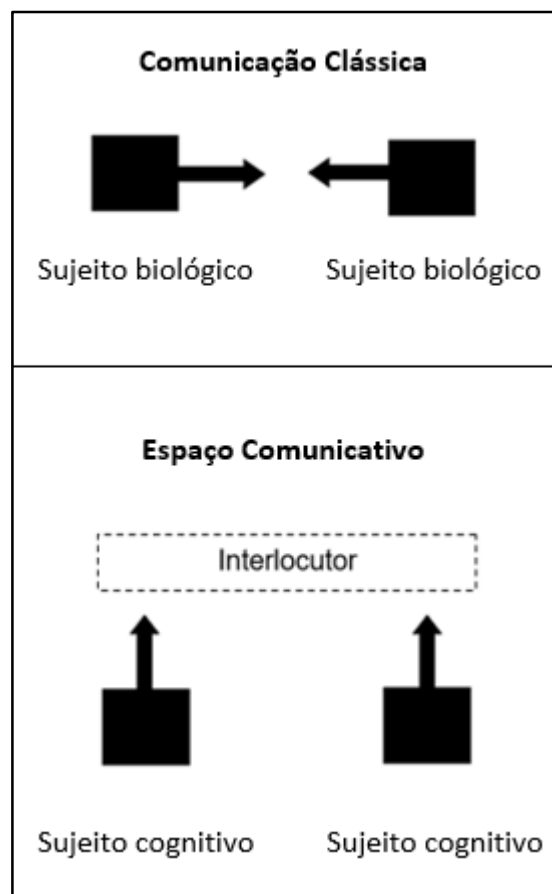 Comunicação Clássica
Sujeito biológico Sujeito biológico
Espaço Comunicativo
Interlocutor
Sujeito cognitivo Sujeito cognitivo